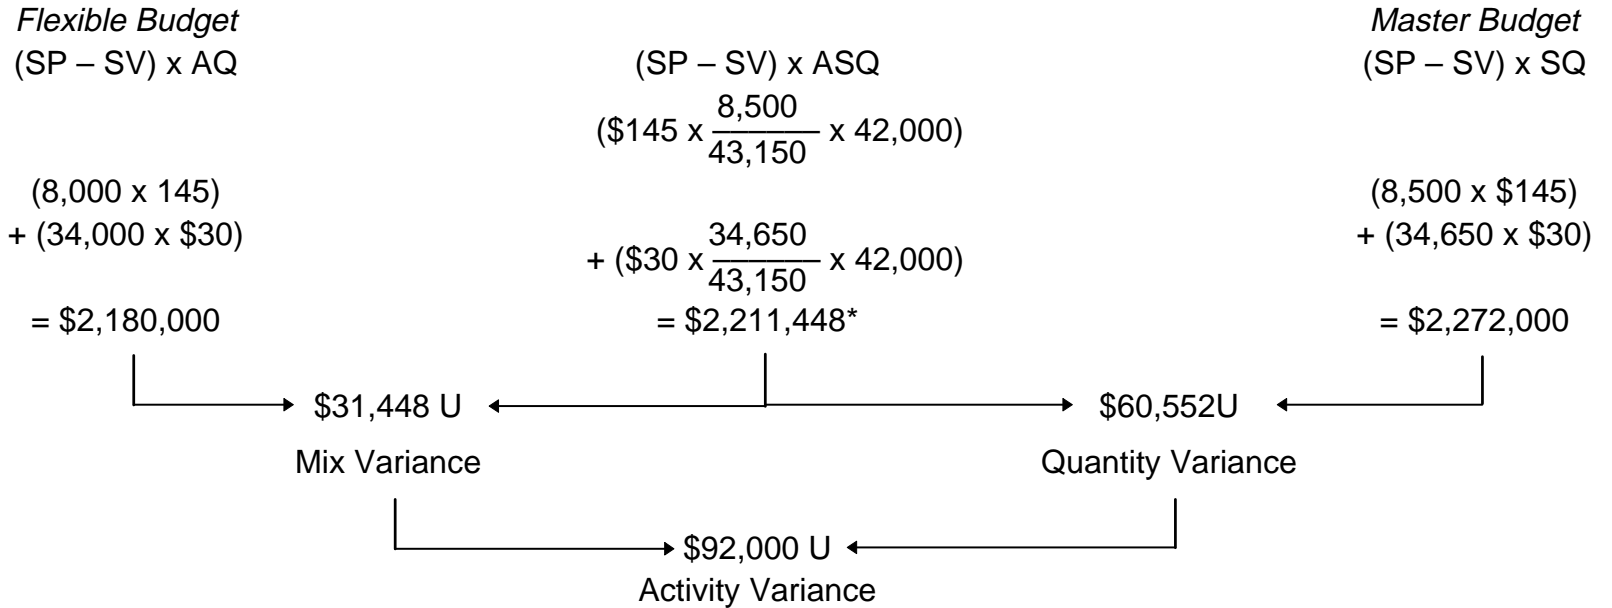 Flexible Budget
(SP – SV) x AQ
(8,000 x 145)
+ (34,000 x $30)
= $2,180,000
(SP – SV) x ASQ
8,500
($145 x ——— x 42,000)
43,150
34,650
+ ($30 x ——— x 42,000)
43,150
= $2,211,448*
Master Budget
(SP – SV) x SQ
(8,500 x $145)
+ (34,650 x $30)
= $2,272,000
$31,448 U
Mix Variance
$60,552U
Quantity Variance
$92,000 U
Activity Variance